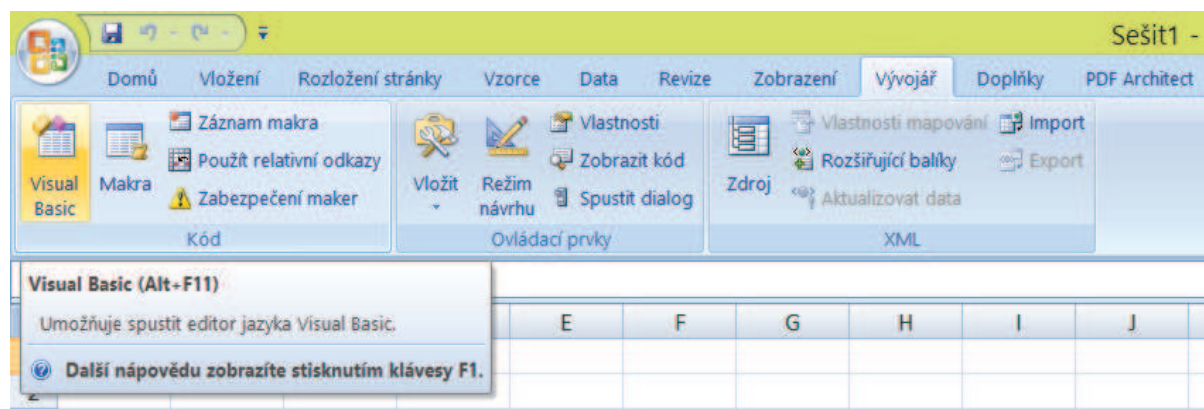 Sešit1 -
Domů Vložení Rozložení stránky Vzorce Data Revize Zobrazení Vývojář Doplňky PDF Architect
Visual Basic
Makra
Záznam makra
Použít relativní odkazy
Zabezpečení maker
Kód
Vložit
Režim návrhu
Vlastnosti
Zobrazit kód
Spustit dialog
Ovládací prvky
Zdroj
Vlastnosti mapování
Rozšiřující balíky
Aktualizovat data
Import
Export
XML
Visual Basic (Alt+F11)
Umožňuje spustit editor jazyka Visual Basic.
Další nápovědu zobrazíte stisknutím klávesy F1.
E F G H I J
2